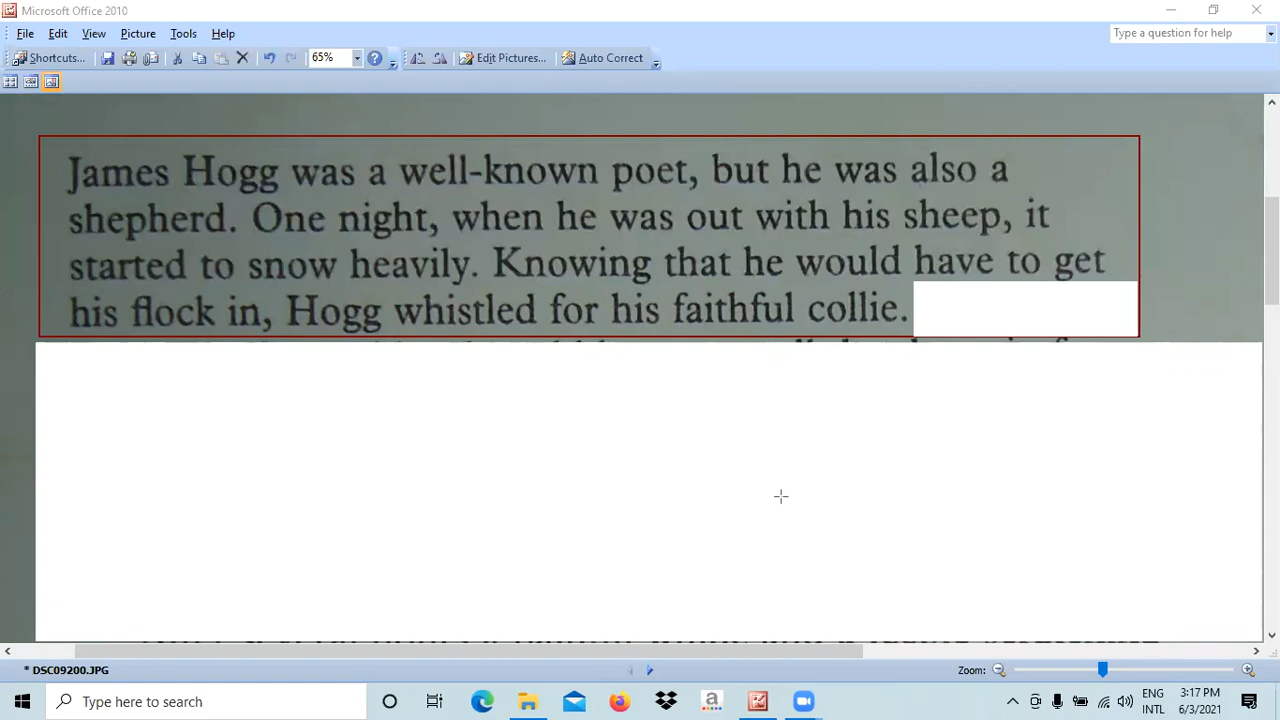 Microsoft Office 2010
File Edit View Picture Tools Help
Type a question for help
Shortcuts... 65% Edit Pictures... Auto Correct
James Hogg was a well-known poet, but he was also a
shepherd. One night, when he was out with his sheep, it
started to snow heavily. Knowing that he would have to get
his flock in, Hogg whistled for his faithful collie.
* DSC09200.JPG
Zoom:
Type here to search
ENG
INTL
3:17 PM
6/3/2021